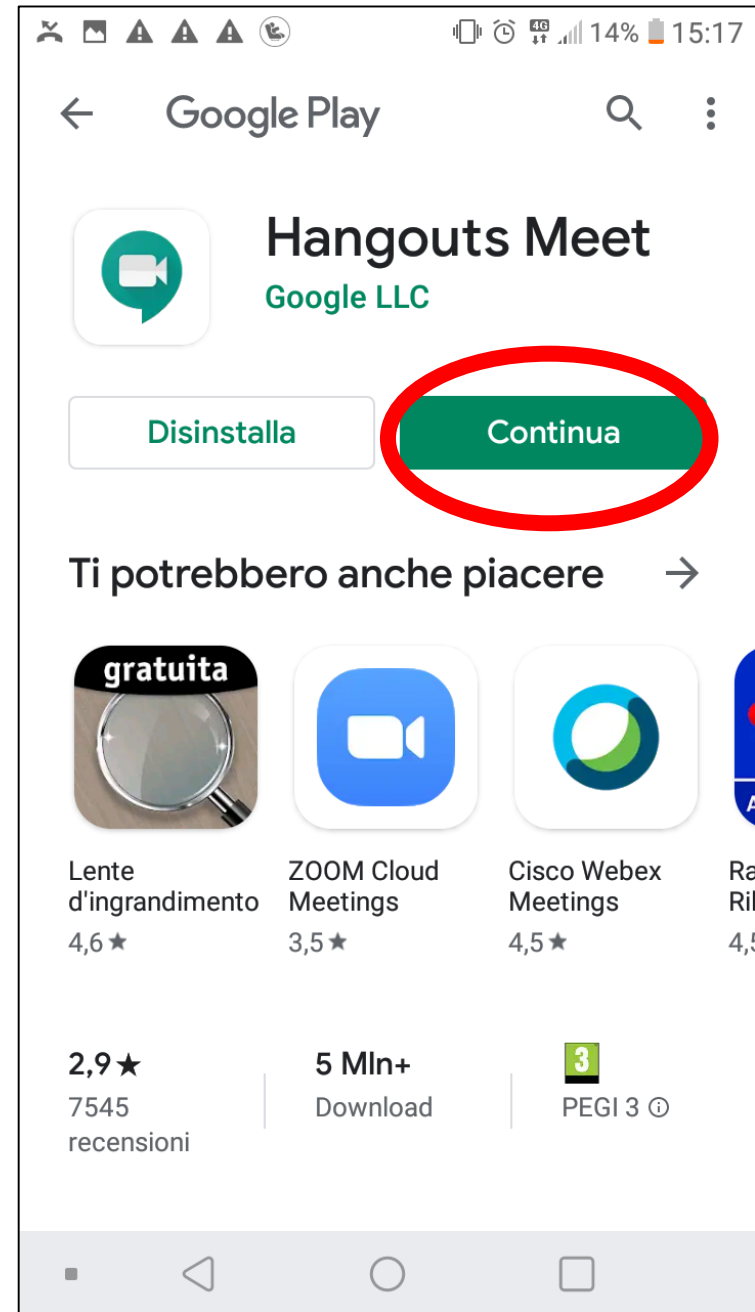 4G 14% 15:17
Google Play
Hangouts Meet
Google LLC
Disinstalla Continua
Ti potrebbero anche piacere
gratuita
Lente d'ingrandimento
4,6 ★
ZOOM Cloud Meetings
3,5 ★
Cisco Webex Meetings
4,5 ★
2,9 ★
7545 recensioni
5 Mln+
Download
3
PEGI 3